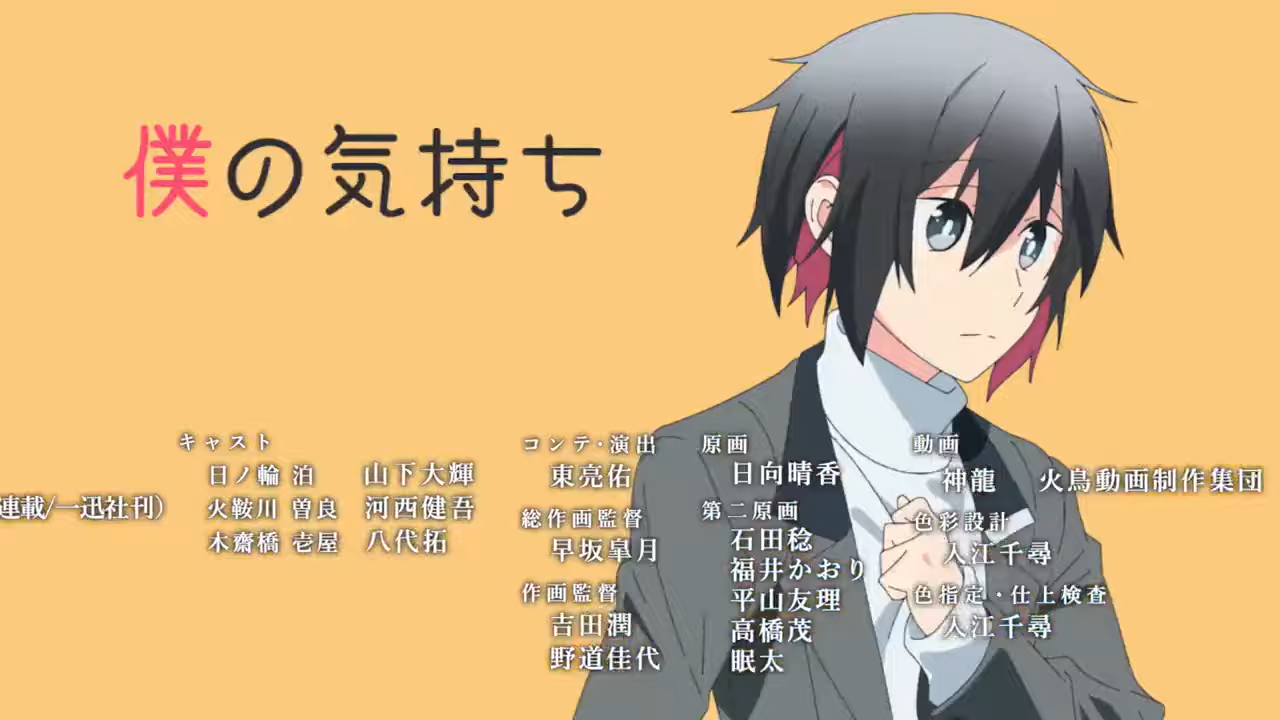 僕の気持ち
連載/一迅社刊）
キャスト
日ノ輪 泊　山下大輝
火鞍川 曽良　河西健吾
木齋橋 壱屋　八代拓
コンテ・演出
東亮佑
総作画監督
早坂皐月
作画監督
吉田潤
野道佳代
原画
日向晴香
第二原画
石田稔
福井かおり
平山友理
高橋茂
眠太
動画
神龍　火鳥動画制作集団
色彩設計
入江千尋
色指定・仕上検査
入江千尋